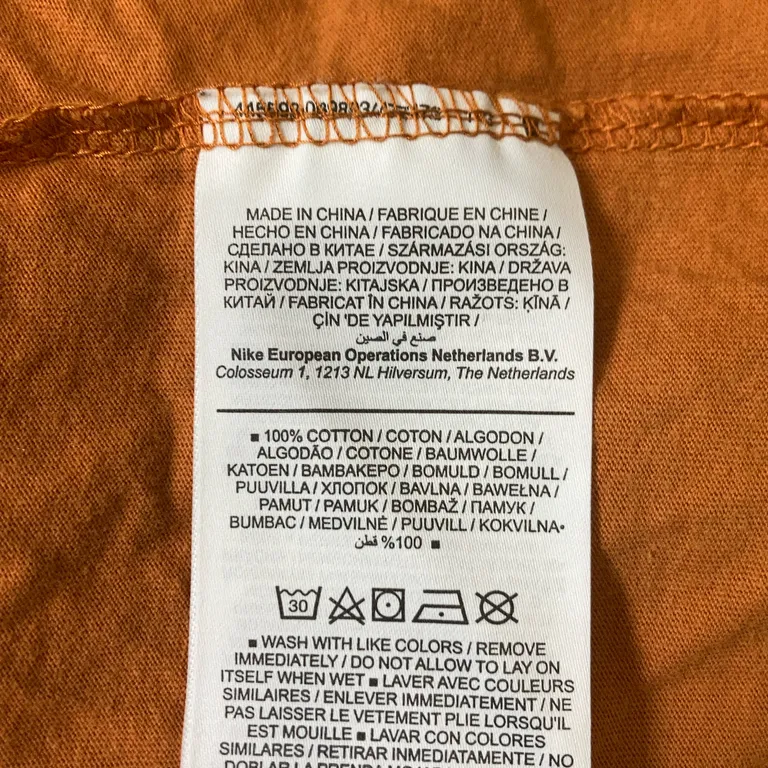 MADE IN CHINA / FABRIQUE EN CHINE /
HECHO EN CHINA / FABRICADO NA CHINA /
СДЕЛАНО В КИТАЕ / SZÁRMAZÁSI ORSZÁG:
KINA / ZEMLJA PROIZVODNJE: KINA / DRŽAVA
PROIZVODNJE: KITAJSKA / ПРОИЗВЕДЕНО В
КИТАЙ / FABRICAT ÎN CHINA / RAŽOTS: ĶĪNĀ /
ÇİN 'DE YAPILMIŞTIR /
صنع في الصين
Nike European Operations Netherlands B.V.
Colosseum 1, 1213 NL Hilversum, The Netherlands
■ 100% COTTON / COTON / ALGODON /
ALGODÃO / COTONE / BAUMWOLLE /
KATOEN / ΒΑΜΒΑΚΕΡΟ / BOMULD / BOMULL /
PUUVILLA / ХЛОПОК / BAVLNA / BAWEŁNA /
PAMUT / PAMUK / BOMBAŽ / ПАМУК /
BUMBAC / MEDVILNĖ / PUUVILL / KOKVILNA•
100% قطن ■
30
■ WASH WITH LIKE COLORS / REMOVE
IMMEDIATELY / DO NOT ALLOW TO LAY ON
ITSELF WHEN WET ■ LAVER AVEC COULEURS
SIMILAIRES / ENLEVER IMMEDIATEMENT / NE
PAS LAISSER LE VETEMENT PLIE LORSQU'IL
EST MOUILLE ■ LAVAR CON COLORES
SIMILARES / RETIRAR INMEDIATAMENTE / NO
DOBLAR LA PRENDA